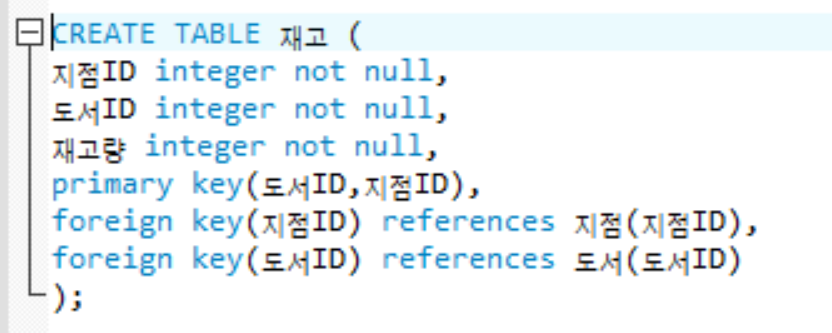 CREATE TABLE 재고 (
지점ID integer not null,
도서ID integer not null,
재고량 integer not null,
primary key(도서ID,지점ID),
foreign key(지점ID) references 지점(지점ID),
foreign key(도서ID) references 도서(도서ID)
);